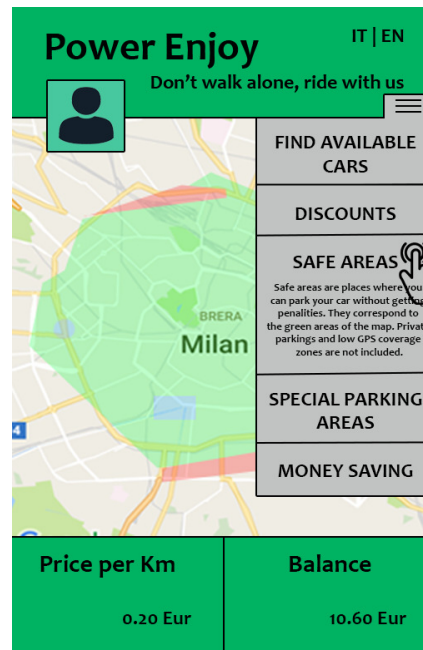 Power Enjoy
IT | EN
Don't walk alone, ride with us
FIND AVAILABLE
CARS
DISCOUNTS
SAFE AREAS
Safe areas are places where you
can park your car without getting
penalities. They correspond to
the green areas of the map. Privat
parkings and low GPS coverage
zones are not included.
SPECIAL PARKING
AREAS
MONEY SAVING
BRERA
Milan
4
Price per Km
Balance
0.20 Eur
10.60 Eur